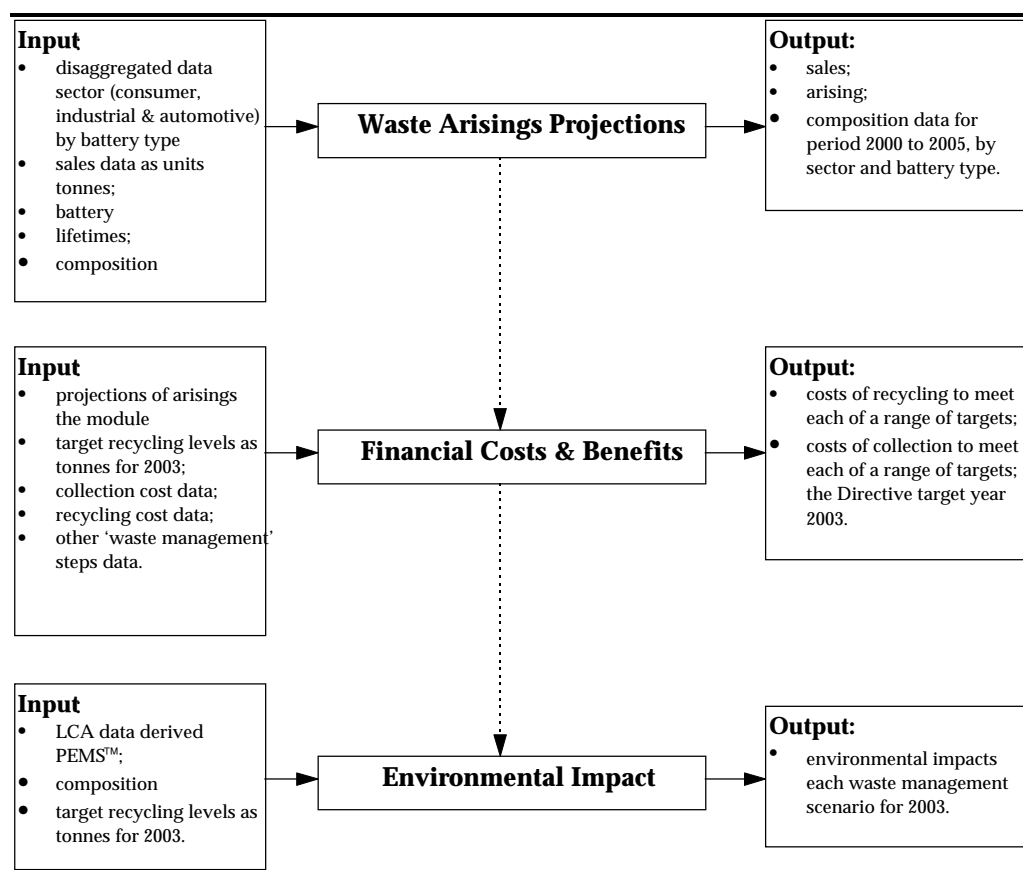 Input:
• disaggregated data
sector (consumer,
industrial & automotive)
by battery type
• sales data as units
tonnes;
• battery
• lifetimes;
• composition
Waste Arisings Projections
Output:
• sales;
• arising;
• composition data for
period 2000 to 2005, by
sector and battery type.
Input
• projections of arisings
the module
• target recycling levels as
tonnes for 2003;
• collection cost data;
• recycling cost data;
• other ‘waste management’
steps data.
Financial Costs & Benefits
Output:
• costs of recycling to meet
each of a range of targets;
• costs of collection to meet
each of a range of targets;
the Directive target year
2003.
Input
• LCA data derived
PEMS™;
• composition
• target recycling levels as
tonnes for 2003.
Environmental Impact
Output:
• environmental impacts
each waste management
scenario for 2003.